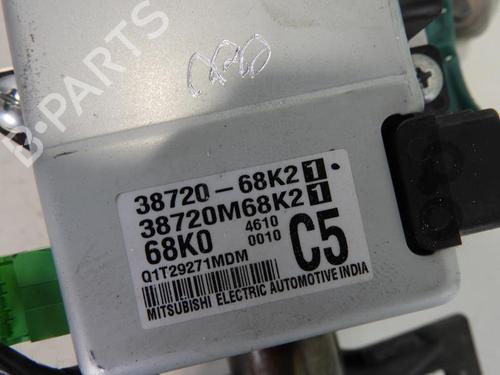 B-PARTS
38720-68K2 1
38720M68K2 1
68K0 4610 0010 C5
Q1T29271MDM
MITSUBISHI ELECTRIC AUTOMOTIVE INDIA